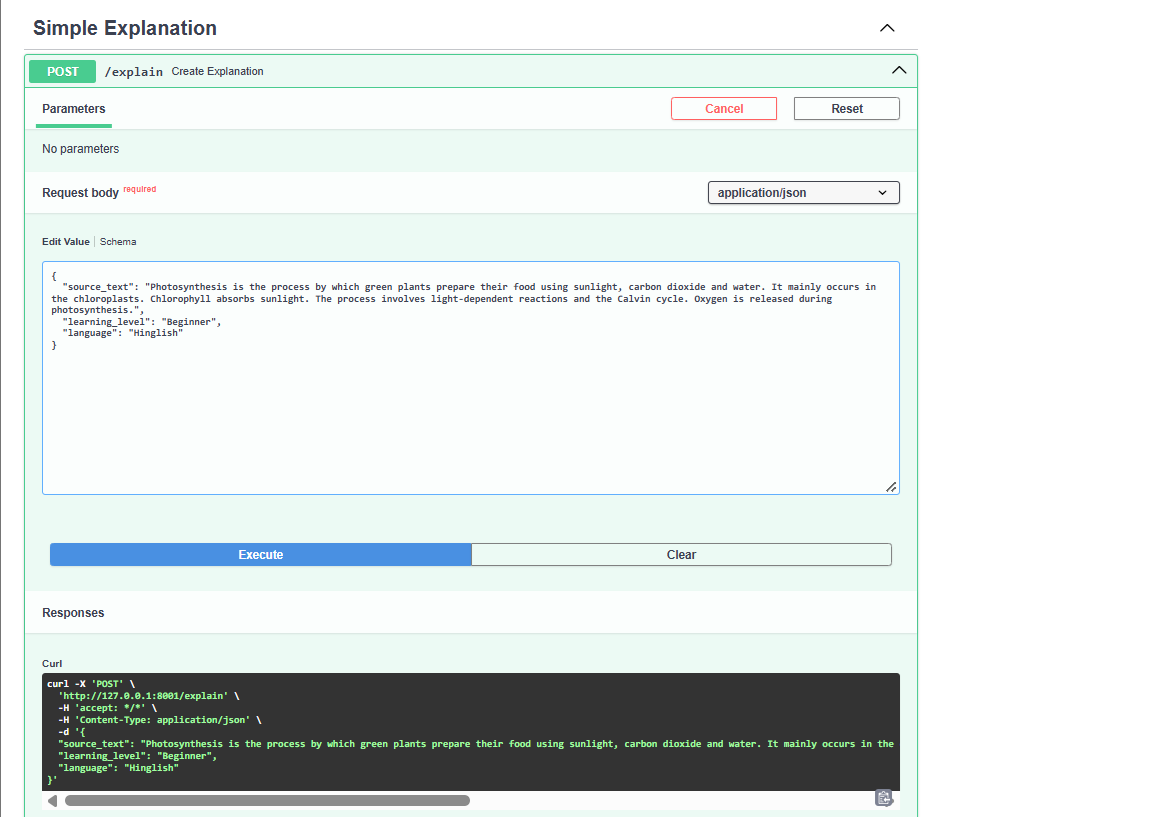 Simple Explanation
POST /explain Create Explanation
Parameters
Cancel
Reset
No parameters
Request body required
application/json
Edit Value | Schema
{
  "source_text": "Photosynthesis is the process by which green plants prepare their food using sunlight, carbon dioxide and water. It mainly occurs in
the chloroplasts. Chlorophyll absorbs sunlight. The process involves light-dependent reactions and the Calvin cycle. Oxygen is released during
photosynthesis.",
  "learning_level": "Beginner",
  "language": "Hinglish"
}
Execute
Clear
Responses
Curl
curl -X 'POST' \
  'http://127.0.0.1:8001/explain' \
  -H 'accept: */*' \
  -H 'Content-Type: application/json' \
  -d '{
  "source_text": "Photosynthesis is the process by which green plants prepare their food using sunlight, carbon dioxide and water. It mainly occurs in the
  "learning_level": "Beginner",
  "language": "Hinglish"
}'